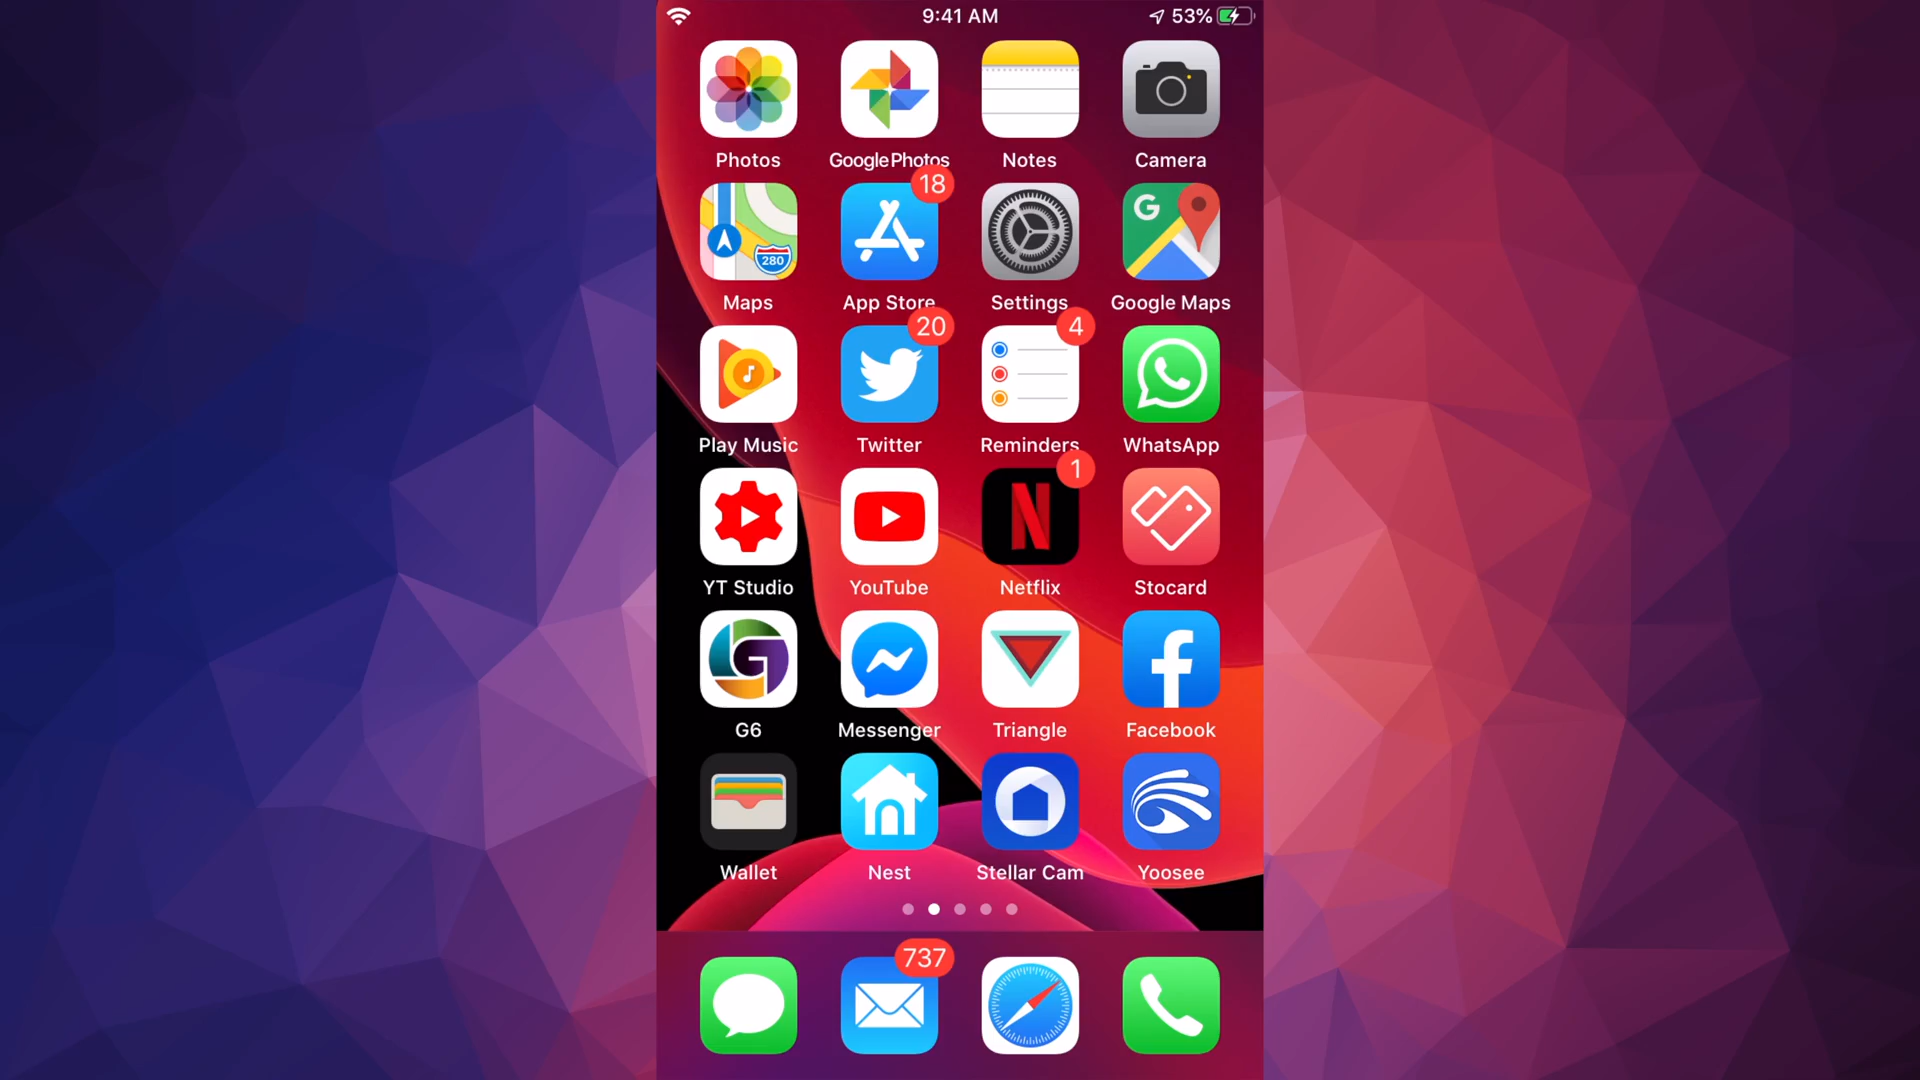 9:41 AM 53%
Photos Google Photos Notes Camera
G
280
18
Maps App Store Settings Google Maps
20 4
Play Music Twitter Reminders WhatsApp
1
N
YT Studio YouTube Netflix Stocard
G f
G6 Messenger Triangle Facebook
Wallet Nest Stellar Cam Yoosee
737